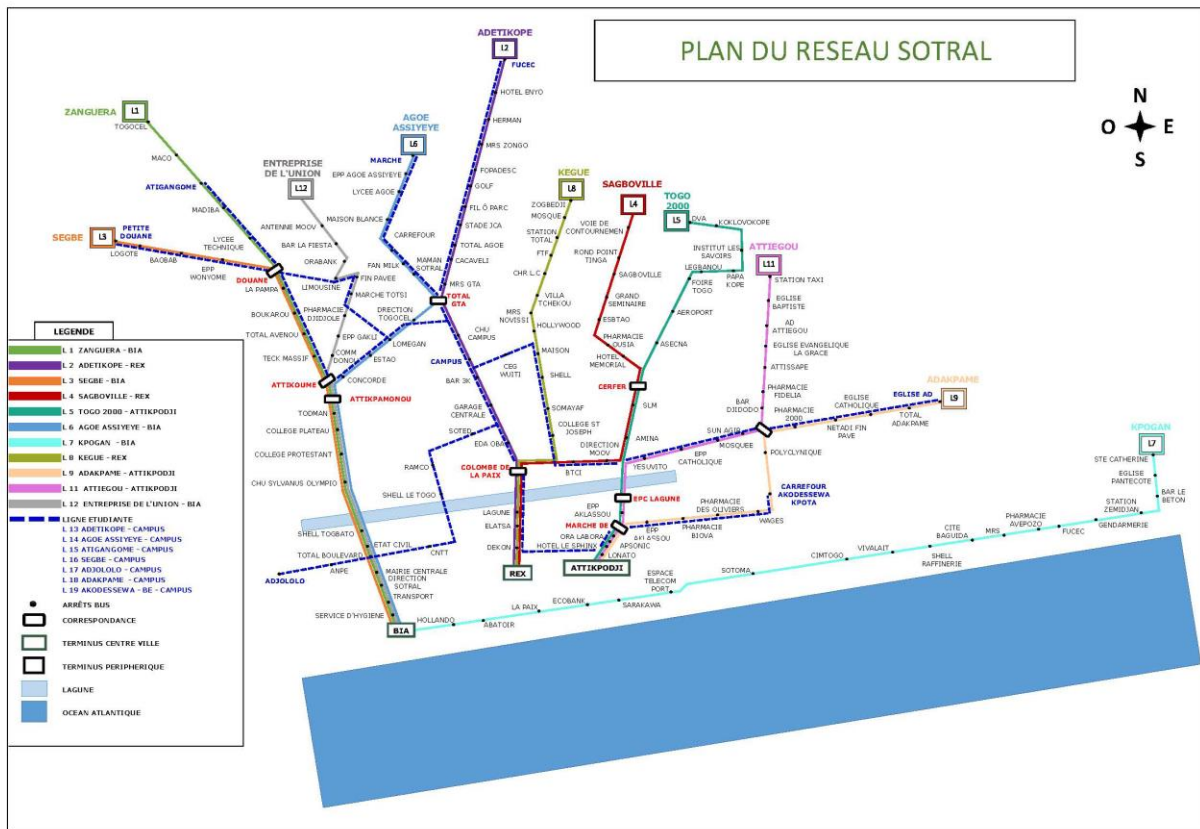 PLAN DU RESEAU SOTRAL
N
O
E
S
ADETIKOPE
L2
FUCEC
HOTEL ENYO
HERMAN
MRS ZONGO
FOPADESC
GOLF
FIL Ô PARC
STADE JCA
TOTAL AGOE
CACAVELI
MRS GTA
ZANGUERA
L1
TOGOCEL
MACO
ATIGANGOME
MADIBA
LYCEE
TECHNIQUE
AGOE
ASSIYEYE
L6
MARCHE
EPP AGOE ASSIYEYE
LYCEE AGOE
MAISON BLANCE
CARREFOUR
FAN MILK
MAMAN
SOTRAL
TOTAL
GTA
ENTREPRISE
DE L'UNION
L12
ANTENNE MOOV
BAR LA FIESTA
ORABANK
FIN PAVEE
LIMOUSINE
MARCHE TOTSI
PHARMACIE
DJIDJOLE
EPP GAKLI
COMM
DONOU
SEGBE
L3
PETITE
DOUANE
LOGOTE
BAOBAB
EPP
WONYOME
DOUANE
LA PAMPA
BOUKAROU
TOTAL AVENOU
TECK MASSIF
ATTIKOUME
DRECTION
TOGOCEL
LOMEGAN
ESTAO
CONCORDE
ATTIKPAMONOU
TODMAN
COLLEGE PLATEAU
COLLEGE PROTESTANT
CHU SYLVANUS OLYMPIO
SHELL TOGBATO
ETAT CIVIL
TOTAL BOULEVARD
ANPE
MAIRIE CENTRALE
DIRECTION
SOTRAL
TRANSPORT
SERVICE D'HYGIENE
BIA
KEGUE
L8
ZOGBEDJI
MOSQUE
STATION
TOTAL
FTF
CHR L.C
VILLA
TCHEKOU
MRS
NOVISSI
HOLLYWOOD
MAISON
SHELL
SOMAYAF
COLLEGE ST
JOSEPH
CHU
CAMPUS
CAMPUS
CEG
WUITI
BAR 3K
GARAGE
CENTRALE
SOTED
EDA OBA
RAMCO
COLOMBE DE
LA PAIX
SHELL LE TOGO
CNTT
ADJOLOLO
LAGUNE
ELATSA
DEKON
REX
SAGBOVILLE
L4
VOIE DE
CONTOURNEMEN
ROND POINT
TINGA
SAGBOVILLE
GRAND
SEMINAIRE
ESBTAO
PHARMACIE
OUSIA
HOTEL
MEMORIAL
CERFER
SLM
AMINA
DIRECTION
MOOV
BTCI
YESUVITO
TOGO
2000
L5
DVA
KOKLOVOKOPE
INSTITUT LES
SAVOIRS
LEGBANOU
PAPA
KOPE
FOIRE
TOGO
AEROPORT
ASECNA
ATTIEGOU
L11
STATION TAXI
EGLISE
BAPTISTE
AD
ATTIEGOU
EGLISE EVANGELIQUE
LA GRACE
ATTISSAPE
PHARMACIE
FIDELIA
BAR
DJIDODO
PHARMACIE
2000
SUN AGIP
MOSQUEE
EPP
CATHOLIQUE
POLYCLYNIQUE
EGLISE
CATHOLIQUE
NETADI FIN
PAVE
EGLISE AD
TOTAL
ADAKPAME
ADAKPAME
L9
EPC LAGUNE
EPP
AKLASSOU
MARCHE DE
ORA LABORA
HOTEL LE SPHINX
APSONIC
LONATO
ATTIKPODJI
EPP
AKLASSOU
PHARMACIE
DES OLIVIERS
PHARMACIE
BIOVA
WAGES
CARREFOUR
AKODESSEWA
KPOTA
KPOGAN
L7
STE CATHERINE
EGLISE
PANTECOTE
BAR LE
BETON
STATION
ZEMIDJAN
GENDARMERIE
FUCEC
PHARMACIE
AVEPOZO
MRS
CITE
BAGUIDA
SHELL
RAFFINERIE
VIVALAIT
CIMTOGO
SOTOMA
ESPACE
TELECOM
PORT
SARAKAWA
ECOBANK
LA PAIX
ABATOIR
HOLLANDO
LEGENDE
L 1 ZANGUERA - BIA
L 2 ADETIKOPE - REX
L 3 SEGBE - BIA
L 4 SAGBOVILLE - REX
L 5 TOGO 2000 - ATTIKPODJI
L 6 AGOE ASSIYEYE - BIA
L 7 KPOGAN - BIA
L 8 KEGUE - REX
L 9 ADAKPAME - ATTIKPODJI
L 11 ATTIEGOU - ATTIKPODJI
L 12 ENTREPRISE DE L'UNION - BIA
LIGNE ETUDIANTE
L 13 ADETIKOPE - CAMPUS
L 14 AGOE ASSIYEYE - CAMPUS
L 15 ATIGANGOME - CAMPUS
L 16 SEGBE - CAMPUS
L 17 ADJOLOLO - CAMPUS
L 18 ADAKPAME - CAMPUS
L 19 AKODESSEWA - BE - CAMPUS
ARRÊTS BUS
CORRESPONDANCE
TERMINUS CENTRE VILLE
TERMINUS PERIPHERIQUE
LAGUNE
OCEAN ATLANTIQUE